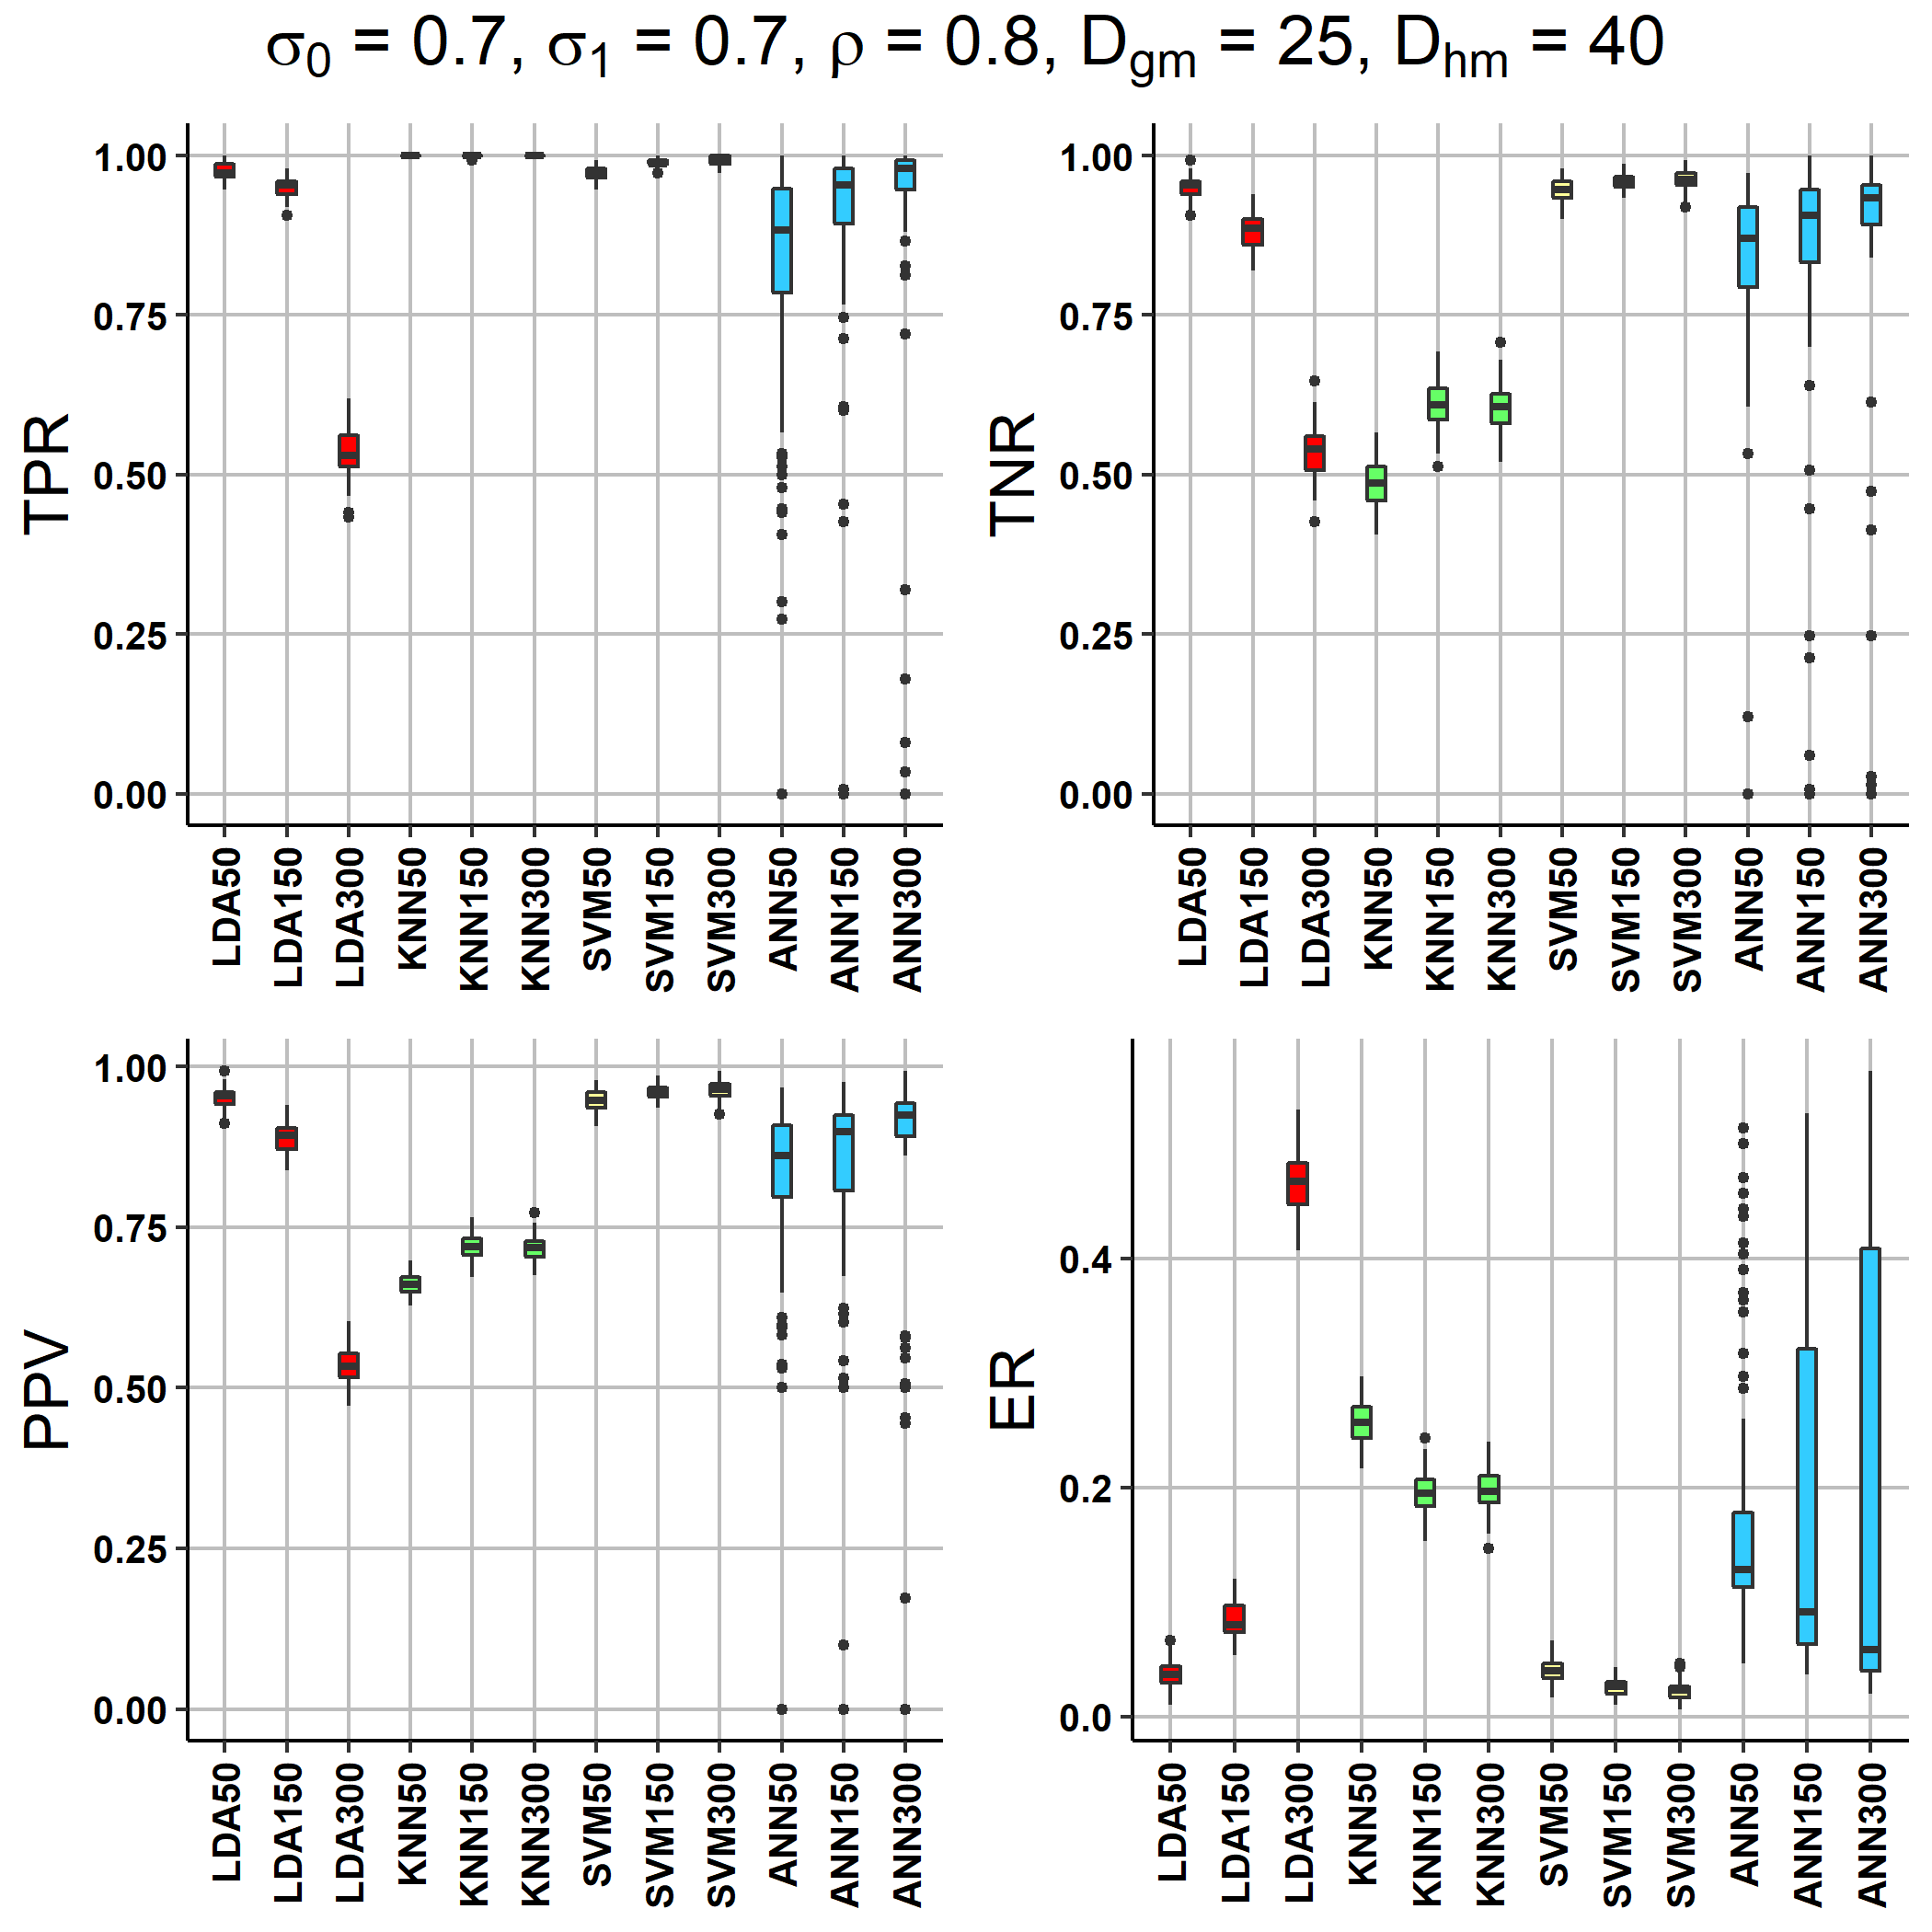 σ0 = 0.7, σ1 = 0.7, ρ = 0.8, Dgm = 25, Dhm = 40
TPR
1.00
0.75
0.50
0.25
0.00
LDA50
LDA150
LDA300
KNN50
KNN150
KNN300
SVM50
SVM150
SVM300
ANN50
ANN150
ANN300
TNR
1.00
0.75
0.50
0.25
0.00
LDA50
LDA150
LDA300
KNN50
KNN150
KNN300
SVM50
SVM150
SVM300
ANN50
ANN150
ANN300
PPV
1.00
0.75
0.50
0.25
0.00
LDA50
LDA150
LDA300
KNN50
KNN150
KNN300
SVM50
SVM150
SVM300
ANN50
ANN150
ANN300
ER
0.4
0.2
0.0
LDA50
LDA150
LDA300
KNN50
KNN150
KNN300
SVM50
SVM150
SVM300
ANN50
ANN150
ANN300